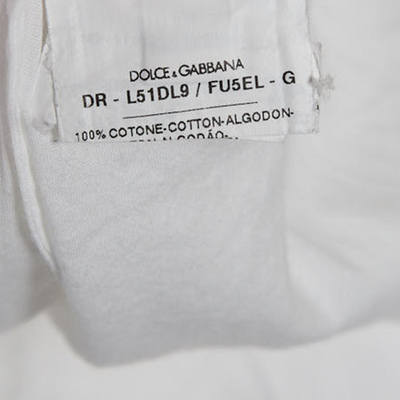 DOLCE & GABBANA
DR - L51DL9 / FU5EL - G
100% COTONE-COTTON-ALGODON-